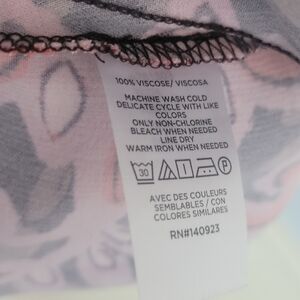 100% VISCOSE/ VISCOSA
MACHINE WASH COLD
DELICATE CYCLE WITH LIKE
COLORS
ONLY NON-CHLORINE
BLEACH WHEN NEEDED
LINE DRY
WARM IRON WHEN NEEDED
30 P
AVEC DES COULEURS
SEMBLABLES / CON
COLORES SIMILARES
RN#140923